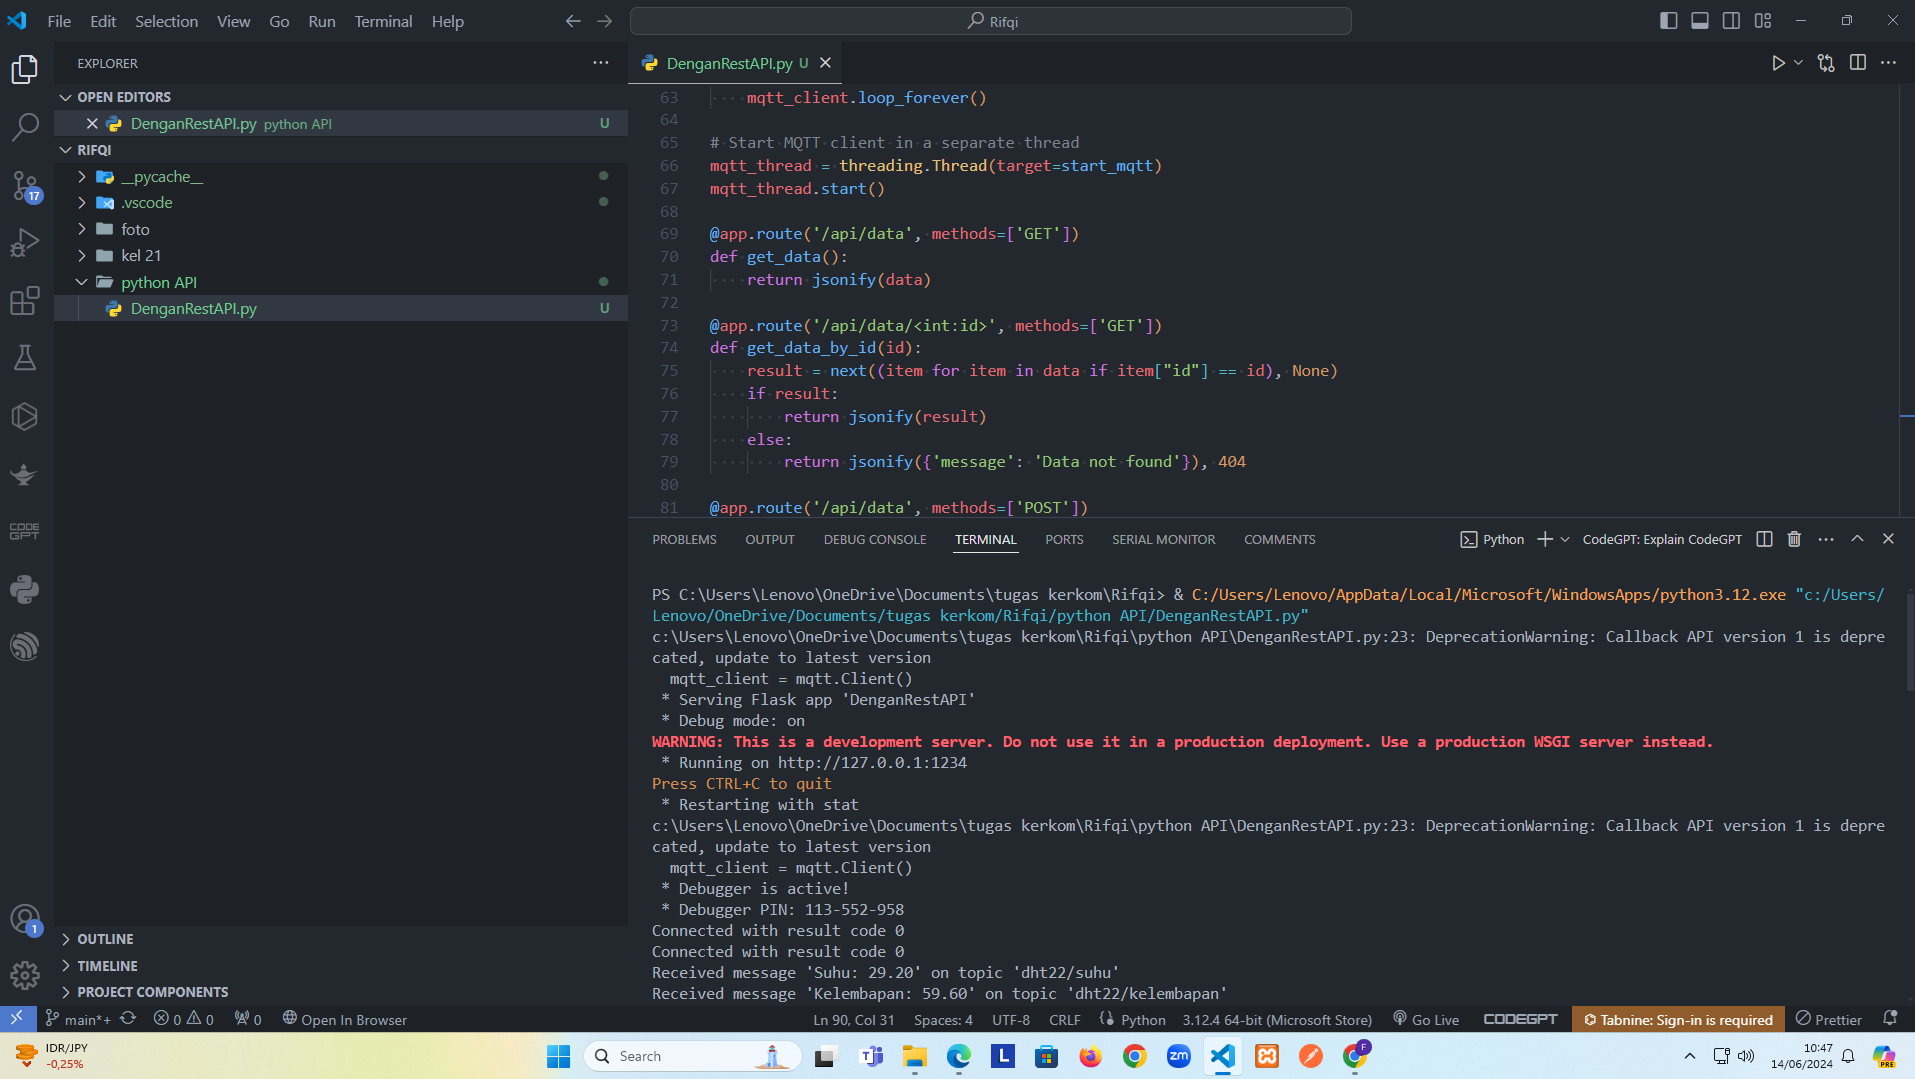 File Edit Selection View Go Run Terminal Help
Rifqi
EXPLORER
OPEN EDITORS
DenganRestAPI.py python API U
RIFQI
__pycache__
.vscode
foto
kel 21
python API
DenganRestAPI.py U
17
CODE GPT
1
OUTLINE
TIMELINE
PROJECT COMPONENTS
DenganRestAPI.py U
63 mqtt_client.loop_forever()
64
65 # Start MQTT client in a separate thread
66 mqtt_thread = threading.Thread(target=start_mqtt)
67 mqtt_thread.start()
68
69 @app.route('/api/data', methods=['GET'])
70 def get_data():
71 return jsonify(data)
72
73 @app.route('/api/data/<int:id>', methods=['GET'])
74 def get_data_by_id(id):
75 result = next((item for item in data if item["id"] == id), None)
76 if result:
77 return jsonify(result)
78 else:
79 return jsonify({'message': 'Data not found'}), 404
80
81 @app.route('/api/data', methods=['POST'])
PROBLEMS OUTPUT DEBUG CONSOLE TERMINAL PORTS SERIAL MONITOR COMMENTS Python CodeGPT: Explain CodeGPT
PS C:\Users\Lenovo\OneDrive\Documents\tugas kerkom\Rifqi> & C:/Users/Lenovo/AppData/Local/Microsoft/WindowsApps/python3.12.exe "c:/Users/
Lenovo/OneDrive/Documents/tugas kerkom/Rifqi/python API/DenganRestAPI.py"
c:\Users\Lenovo\OneDrive\Documents\tugas kerkom\Rifqi\python API\DenganRestAPI.py:23: DeprecationWarning: Callback API version 1 is depre
cated, update to latest version
mqtt_client = mqtt.Client()
* Serving Flask app 'DenganRestAPI'
* Debug mode: on
WARNING: This is a development server. Do not use it in a production deployment. Use a production WSGI server instead.
* Running on http://127.0.0.1:1234
Press CTRL+C to quit
* Restarting with stat
c:\Users\Lenovo\OneDrive\Documents\tugas kerkom\Rifqi\python API\DenganRestAPI.py:23: DeprecationWarning: Callback API version 1 is depre
cated, update to latest version
mqtt_client = mqtt.Client()
* Debugger is active!
* Debugger PIN: 113-552-958
Connected with result code 0
Connected with result code 0
Received message 'Suhu: 29.20' on topic 'dht22/suhu'
Received message 'Kelembapan: 59.60' on topic 'dht22/kelembapan'
main*+ 0 0 0 Open In Browser Ln 90, Col 31 Spaces: 4 UTF-8 CRLF Python 3.12.4 64-bit (Microsoft Store) Go Live CODEGPT Tabnine: Sign-in is required Prettier
IDR/JPY
-0,25%
Search
L
zm
F
10:47
14/06/2024
PRE